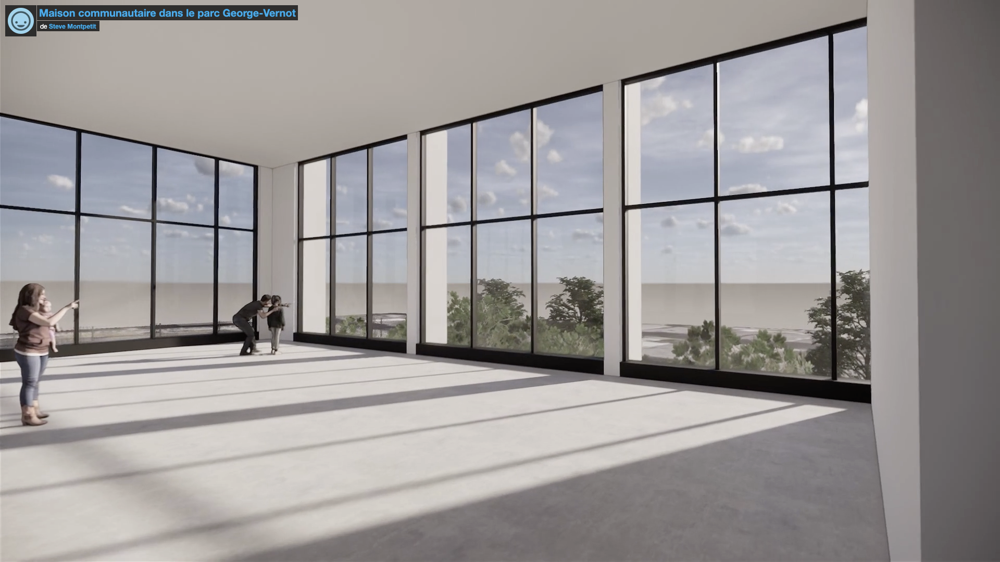 Maison communautaire dans le parc George-Vernot
de Steve Montpetit